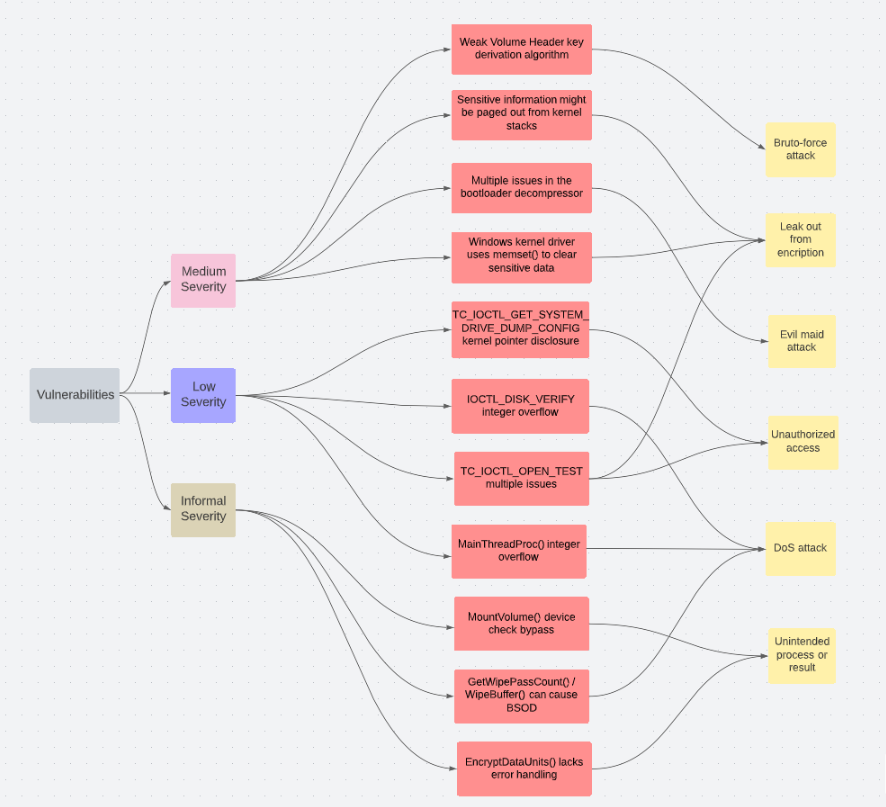 Vulnerabilities
Medium
Severity
Low
Severity
Informal
Severity
Weak Volume Header key
derivation algorithm
Sensitive information might
be paged out from kernel
stacks
Multiple issues in the
bootloader decompressor
Windows kernel driver
uses memset() to clear
sensitive data
TC_IOCTL_GET_SYSTEM_
DRIVE_DUMP_CONFIG
kernel pointer disclosure
IOCTL_DISK_VERIFY
integer overflow
TC_IOCTL_OPEN_TEST
multiple issues
MainThreadProc() integer
overflow
MountVolume() device
check bypass
GetWipePassCount() /
WipeBuffer() can cause
BSOD
EncryptDataUnits() lacks
error handling
Bruto-force
attack
Leak out
from
encription
Evil maid
attack
Unauthorized
access
DoS attack
Unintended
process or
result